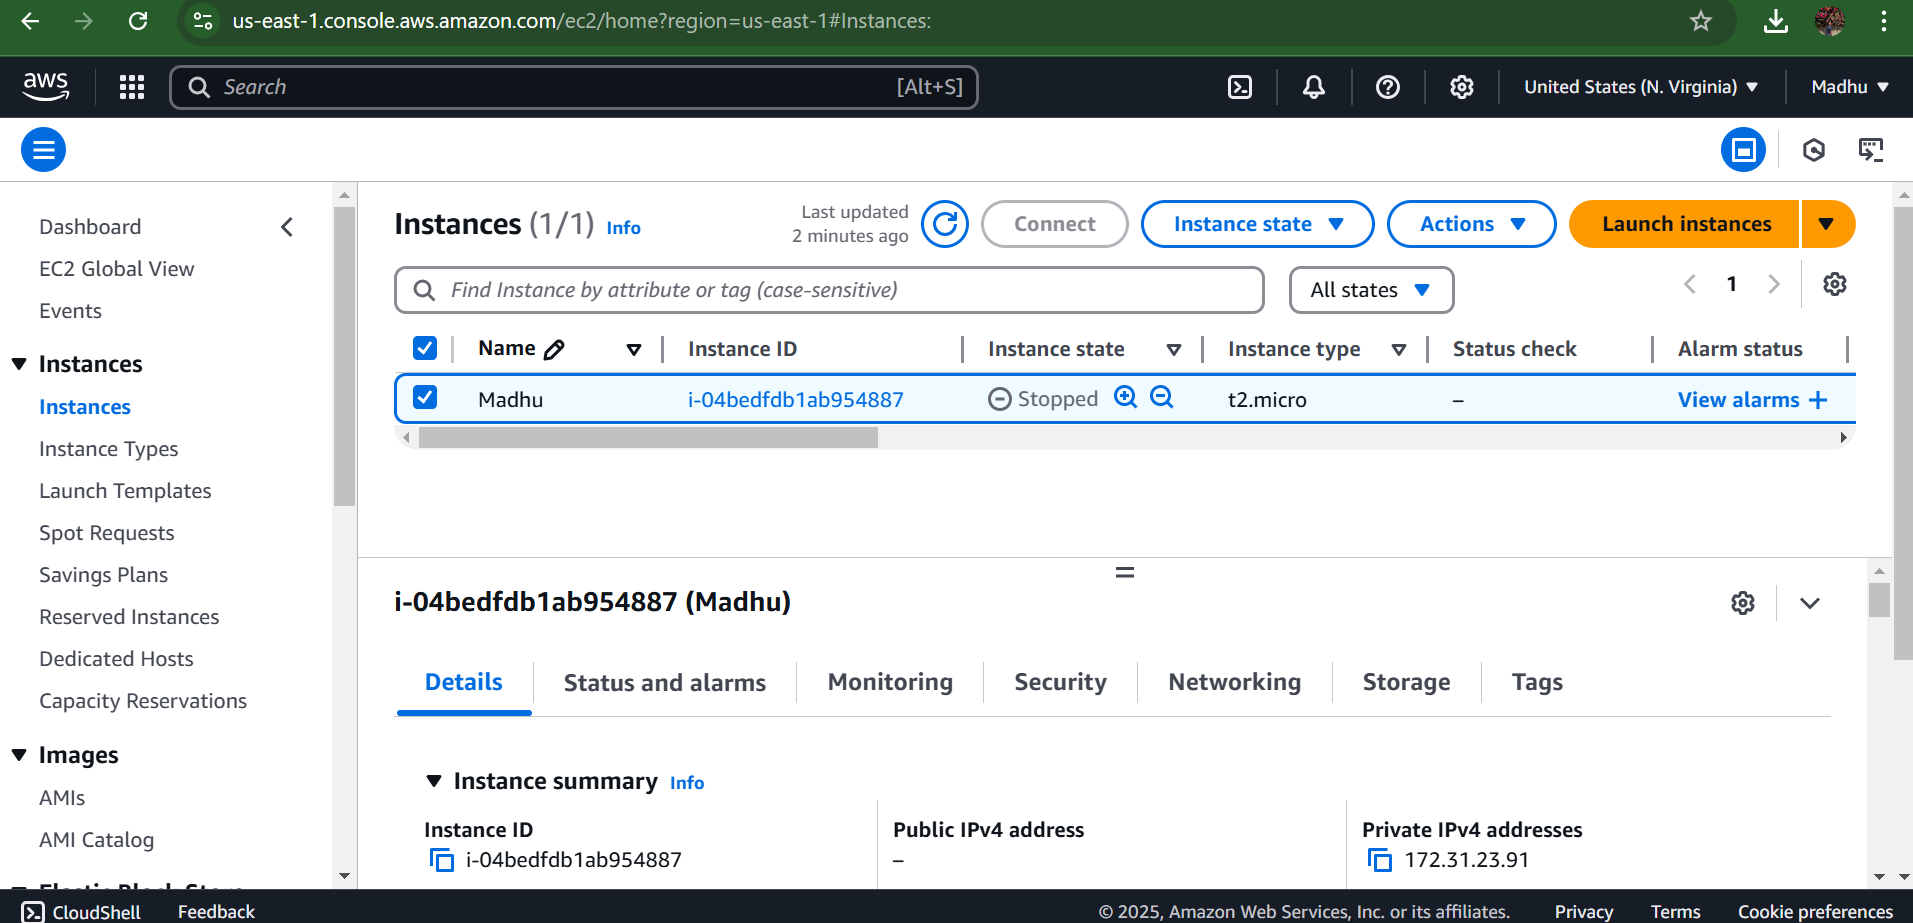 us-east-1.console.aws.amazon.com/ec2/home?region=us-east-1#Instances:
aws
Search
[Alt+S]
United States (N. Virginia)
Madhu
Dashboard
EC2 Global View
Events
Instances
Instances
Instance Types
Launch Templates
Spot Requests
Savings Plans
Reserved Instances
Dedicated Hosts
Capacity Reservations
Images
AMIs
AMI Catalog
Elastic Block Store
Instances (1/1) Info
Last updated
2 minutes ago
Connect
Instance state
Actions
Launch instances
Find Instance by attribute or tag (case-sensitive)
All states
1
Name Instance ID Instance state Instance type Status check Alarm status
Madhu i-04bedfdb1ab954887 Stopped t2.micro – View alarms +
i-04bedfdb1ab954887 (Madhu)
Details Status and alarms Monitoring Security Networking Storage Tags
Instance summary Info
Instance ID
i-04bedfdb1ab954887
Public IPv4 address
–
Private IPv4 addresses
172.31.23.91
CloudShell Feedback © 2025, Amazon Web Services, Inc. or its affiliates. Privacy Terms Cookie preferences